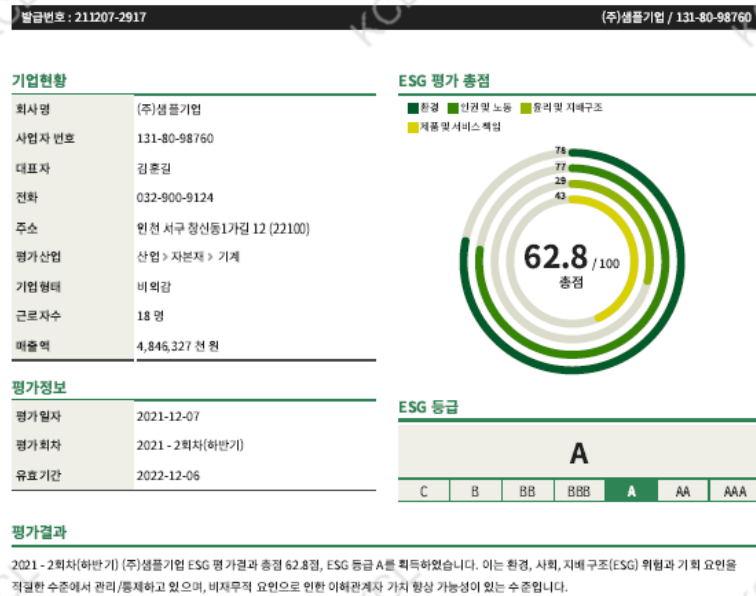 발급번호 : 211207-2917
(주)샘플기업 / 131-80-98760
기업현황
회사명 (주)샘플기업
사업자 번호 131-80-98760
대표자 김훈길
전화 032-900-9124
주소 인천 서구 창신동1가길 12 (22100)
평가산업 산업 > 자본재 > 기계
기업형태 비외감
근로자수 18 명
매출액 4,846,327 천 원
평가정보
평가일자 2021-12-07
평가회차 2021 - 2회차(하반기)
유효기간 2022-12-06
ESG 평가 총점
환경 인권 및 노동 윤리 및 지배구조
제품 및 서비스 책임
78
77
29
43
62.8 / 100
총점
ESG 등급
A
C B BB BBB A AA AAA
평가결과
2021 - 2회차(하반기) (주)샘플기업 ESG 평가결과 총점 62.8점, ESG 등급 A를 획득하였습니다. 이는 환경, 사회, 지배구조(ESG) 위험과 기회 요인을
적절한 수준에서 관리/통제하고 있으며, 비재무적 요인으로 인한 이해관계자 가치 향상 가능성이 있는 수준입니다.